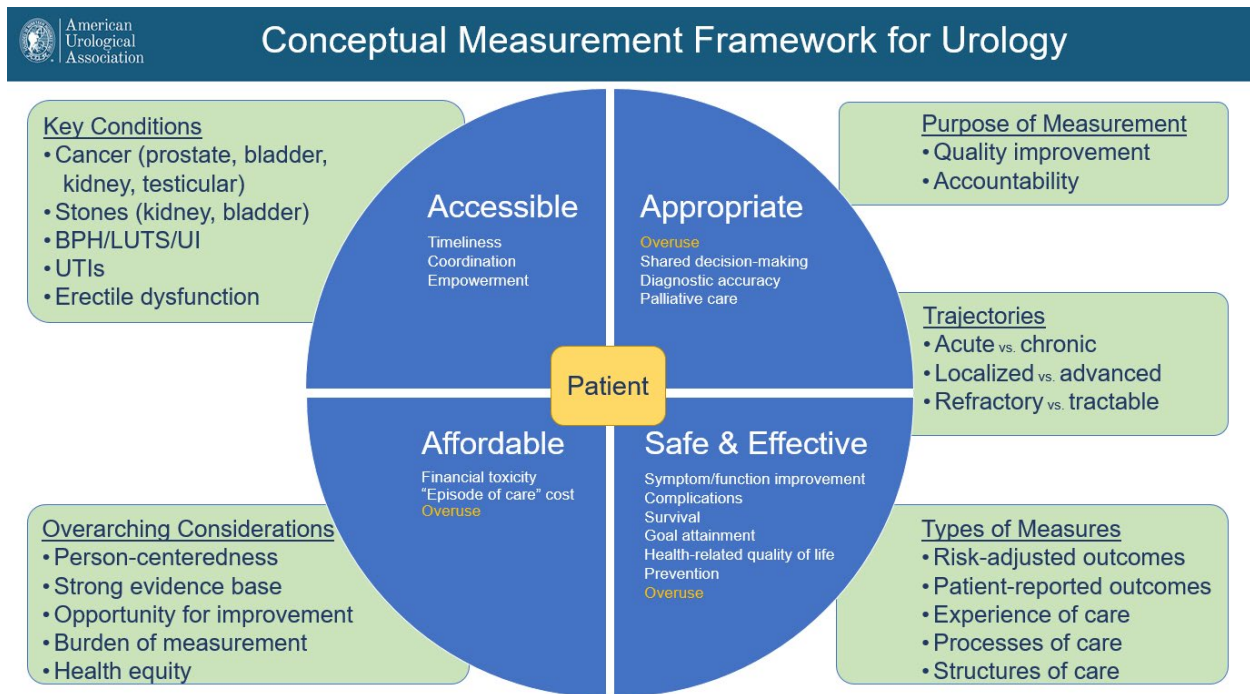 American
Urological
Association
Conceptual Measurement Framework for Urology
Key Conditions
• Cancer (prostate, bladder,
kidney, testicular)
• Stones (kidney, bladder)
• BPH/LUTS/UI
• UTIs
• Erectile dysfunction
Accessible
Timeliness
Coordination
Empowerment
Appropriate
Overuse
Shared decision-making
Diagnostic accuracy
Palliative care
Purpose of Measurement
• Quality improvement
• Accountability
Trajectories
• Acute vs. chronic
• Localized vs. advanced
• Refractory vs. tractable
Patient
Affordable
Financial toxicity
“Episode of care” cost
Overuse
Safe & Effective
Symptom/function improvement
Complications
Survival
Goal attainment
Health-related quality of life
Prevention
Overuse
Overarching Considerations
• Person-centeredness
• Strong evidence base
• Opportunity for improvement
• Burden of measurement
• Health equity
Types of Measures
• Risk-adjusted outcomes
• Patient-reported outcomes
• Experience of care
• Processes of care
• Structures of care